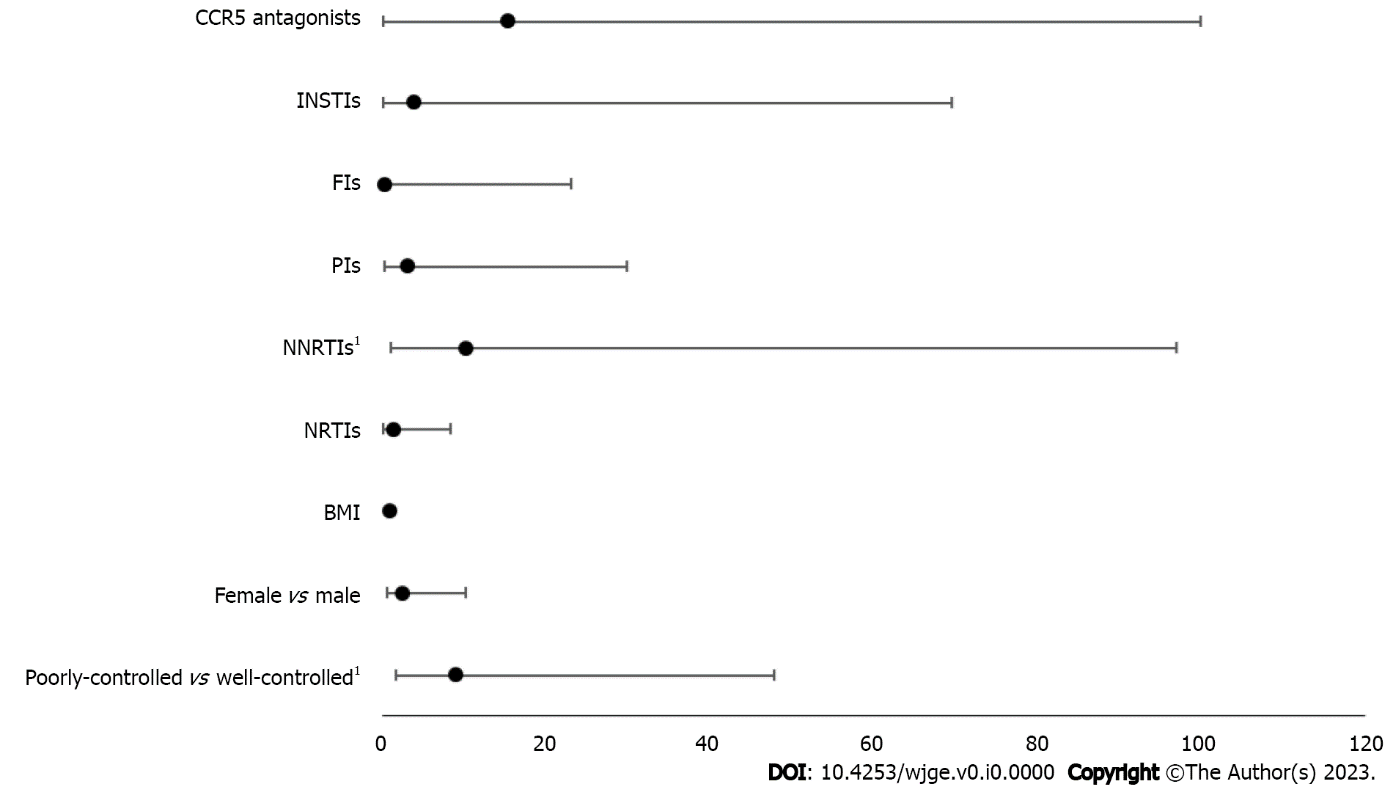 CCR5 antagonists
INSTIs
FIs
PIs
NNRTIs¹
NRTIs
BMI
Female vs male
Poorly-controlled vs well-controlled¹
0 20 40 60 80 100 120
DOI: 10.4253/wjge.v0.i0.0000 Copyright ©The Author(s) 2023.